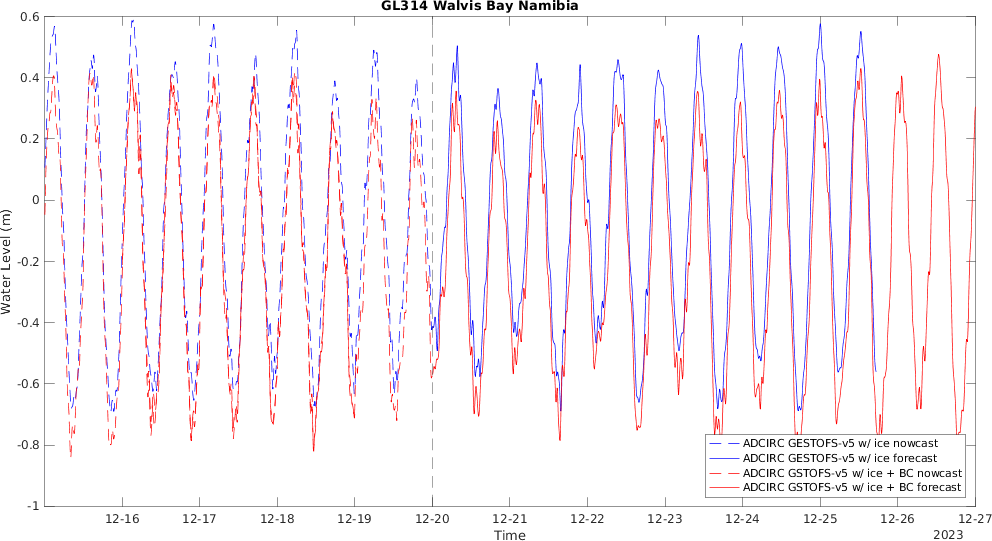 GL314 Walvis Bay Namibia
0.6
0.4
0.2
0
-0.2
-0.4
-0.6
-0.8
-1
Water Level (m)
ADCIRC GESTOFS-v5 w/ ice nowcast
ADCIRC GESTOFS-v5 w/ ice forecast
ADCIRC GSTOFS-v5 w/ ice + BC nowcast
ADCIRC GSTOFS-v5 w/ ice + BC forecast
12-16 12-17 12-18 12-19 12-20 12-21 12-22 12-23 12-24 12-25 12-26 12-27
Time
2023